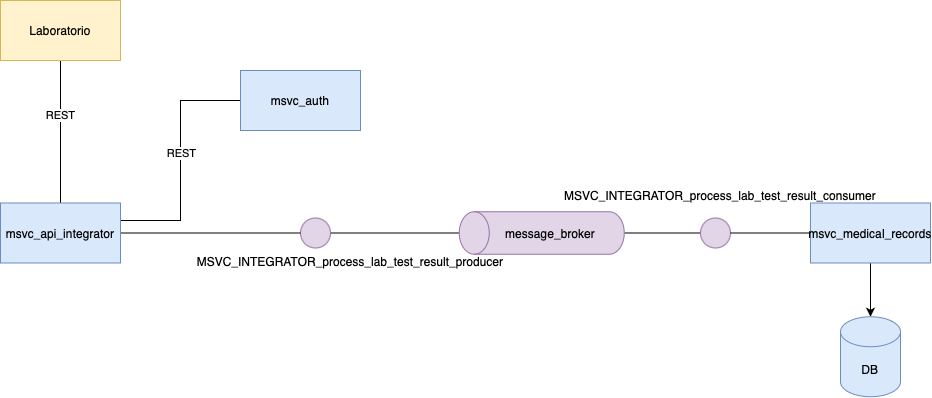 Laboratorio
msvc_auth
REST
REST
MSVC_INTEGRATOR_process_lab_test_result_consumer
msvc_api_integrator
message_broker
msvc_medical_records
MSVC_INTEGRATOR_process_lab_test_result_producer
DB